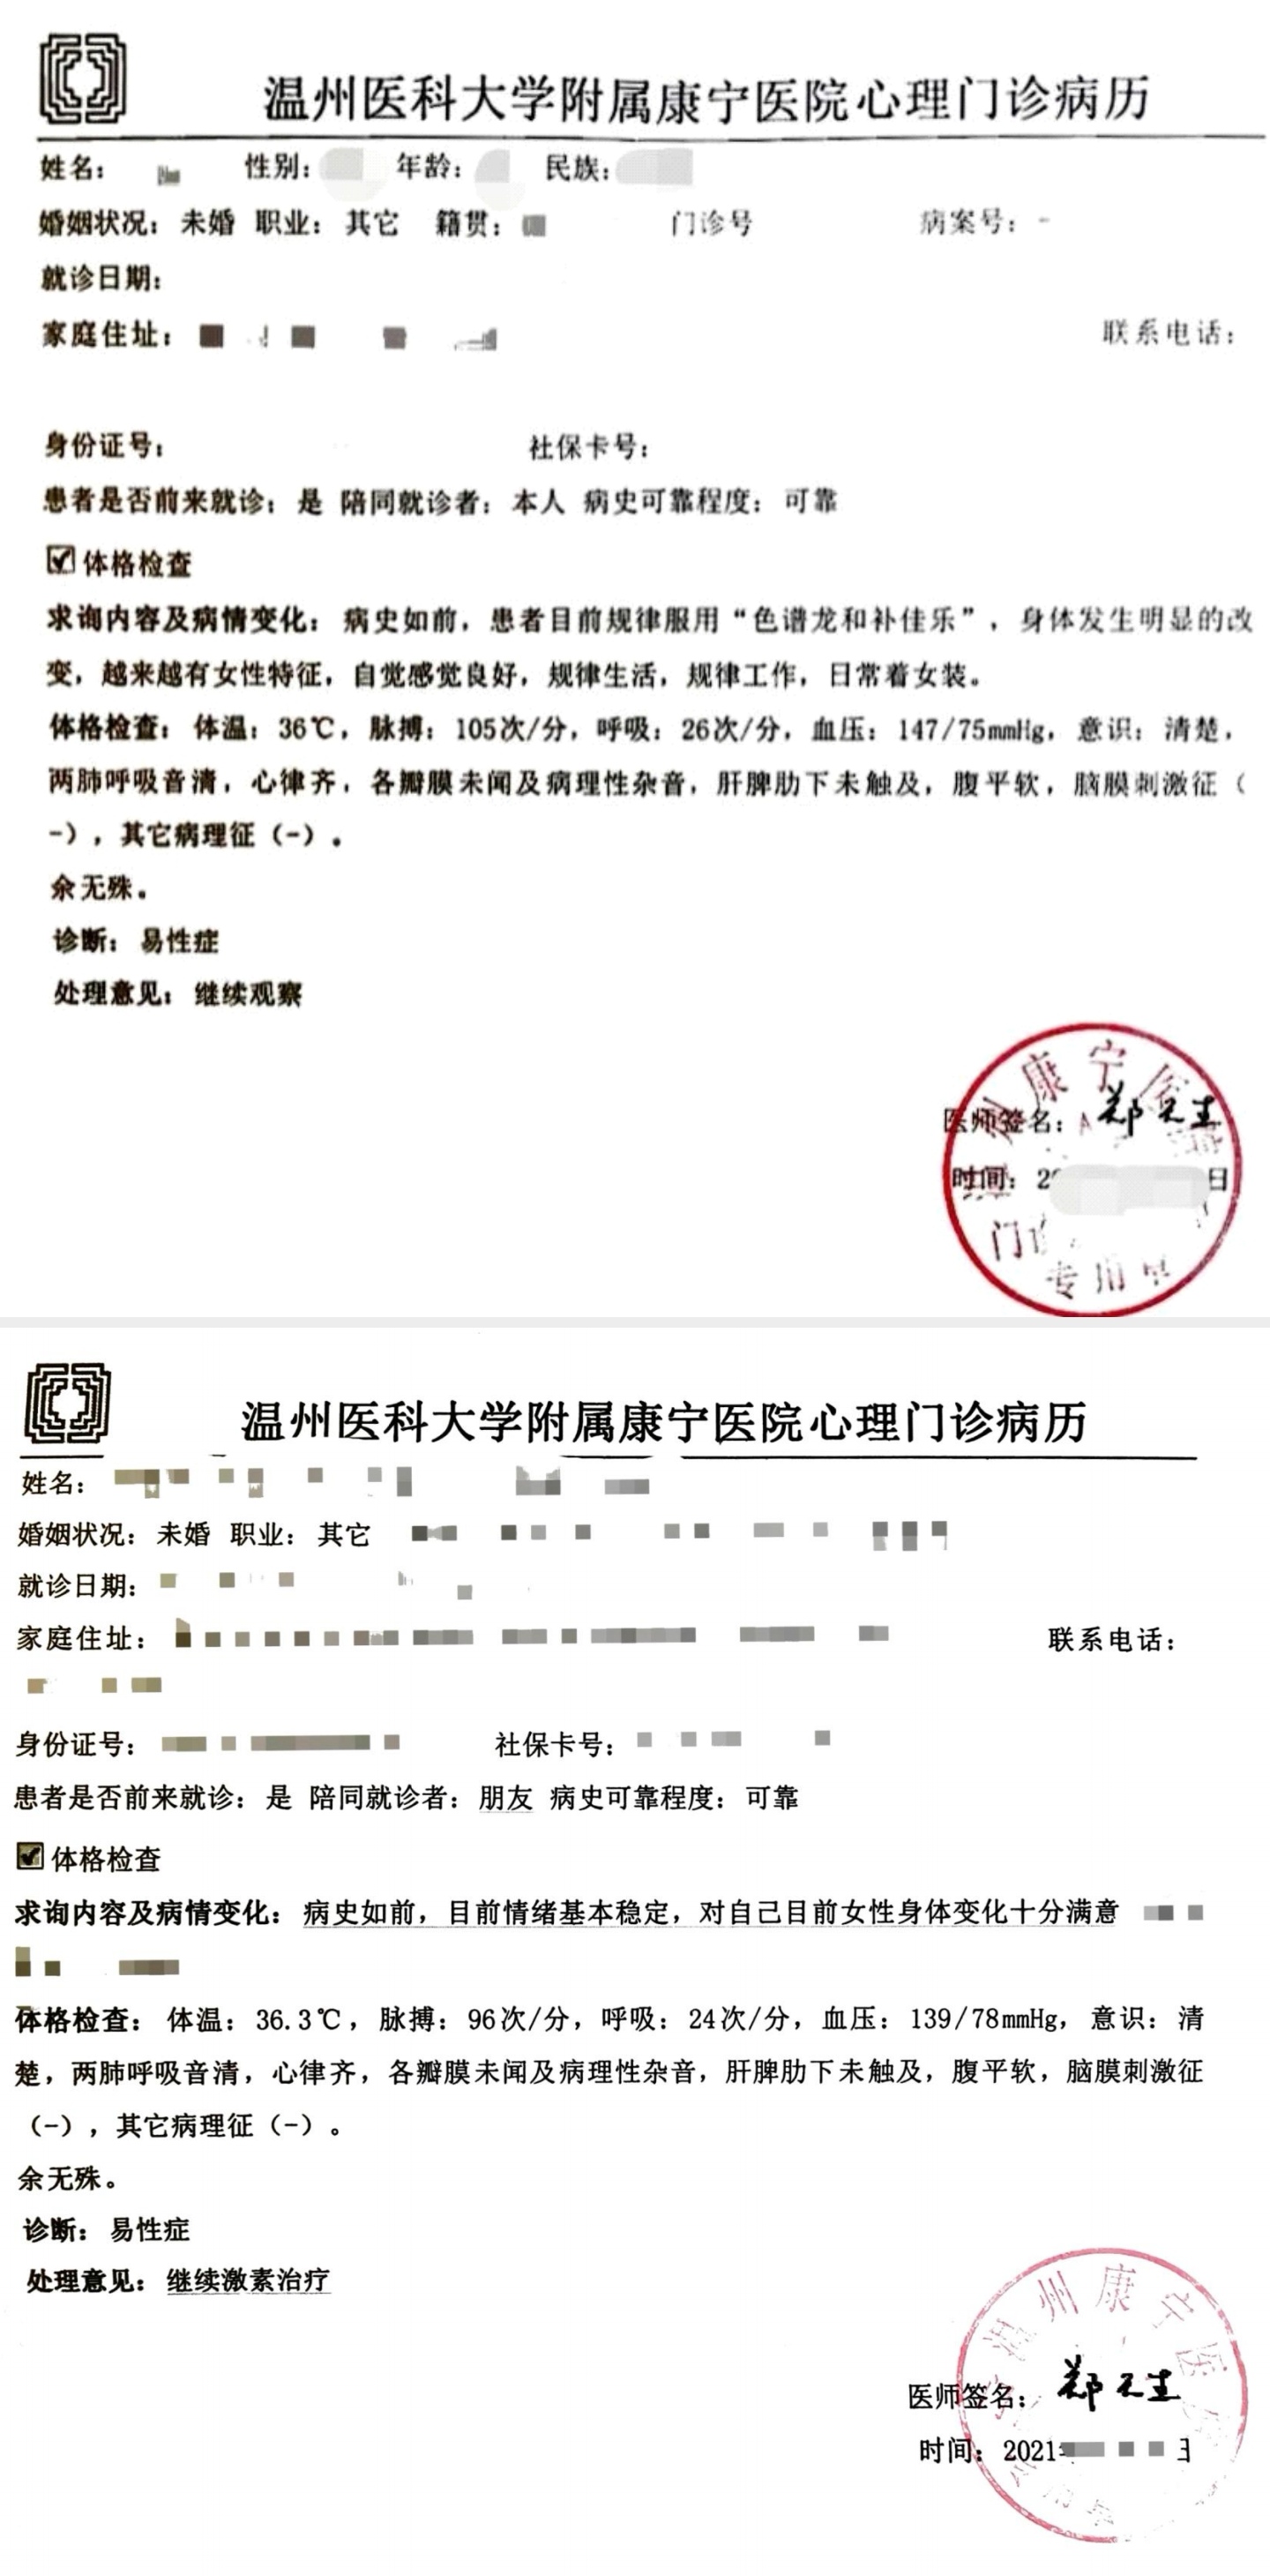 温州医科大学附属康宁医院心理门诊病历
姓名： 性别： 年龄： 民族：
婚姻状况： 未婚 职业： 其它 籍贯： 门诊号 病案号： -
就诊日期：
家庭住址： 联系电话：
身份证号： 社保卡号：
患者是否前来就诊： 是 陪同就诊者： 本人 病史可靠程度： 可靠
体格检查
求询内容及病情变化： 病史如前，患者目前规律服用“色谱龙和补佳乐”，身体发生明显的改
变，越来越有女性特征，自觉感觉良好，规律生活，规律工作，日常着女装。
体格检查： 体温： 36℃，脉搏： 105次/分，呼吸： 26次/分，血压： 147/75mmHg， 意识： 清楚，
两肺呼吸音清，心律齐，各瓣膜未闻及病理性杂音，肝脾肋下未触及，腹平软，脑膜刺激征（
-），其它病理征（-）。
余无殊。
诊断： 易性症
处理意见： 继续观察
康宁医
医师签名：
时间： 2 日
门
专用章
温州医科大学附属康宁医院心理门诊病历
姓名：
婚姻状况： 未婚 职业： 其它
就诊日期：
家庭住址： 联系电话：
身份证号： 社保卡号：
患者是否前来就诊： 是 陪同就诊者： 朋友 病史可靠程度： 可靠
体格检查
求询内容及病情变化： 病史如前，目前情绪基本稳定，对自己目前女性身体变化十分满意
体格检查： 体温： 36.3℃，脉搏： 96次/分，呼吸： 24次/分，血压： 139/78mmHg， 意识： 清
楚，两肺呼吸音清，心律齐，各瓣膜未闻及病理性杂音，肝脾肋下未触及，腹平软，脑膜刺激征
（-），其它病理征（-）。
余无殊。
诊断： 易性症
处理意见： 继续激素治疗
温州康宁医
医师签名：
时间： 2021